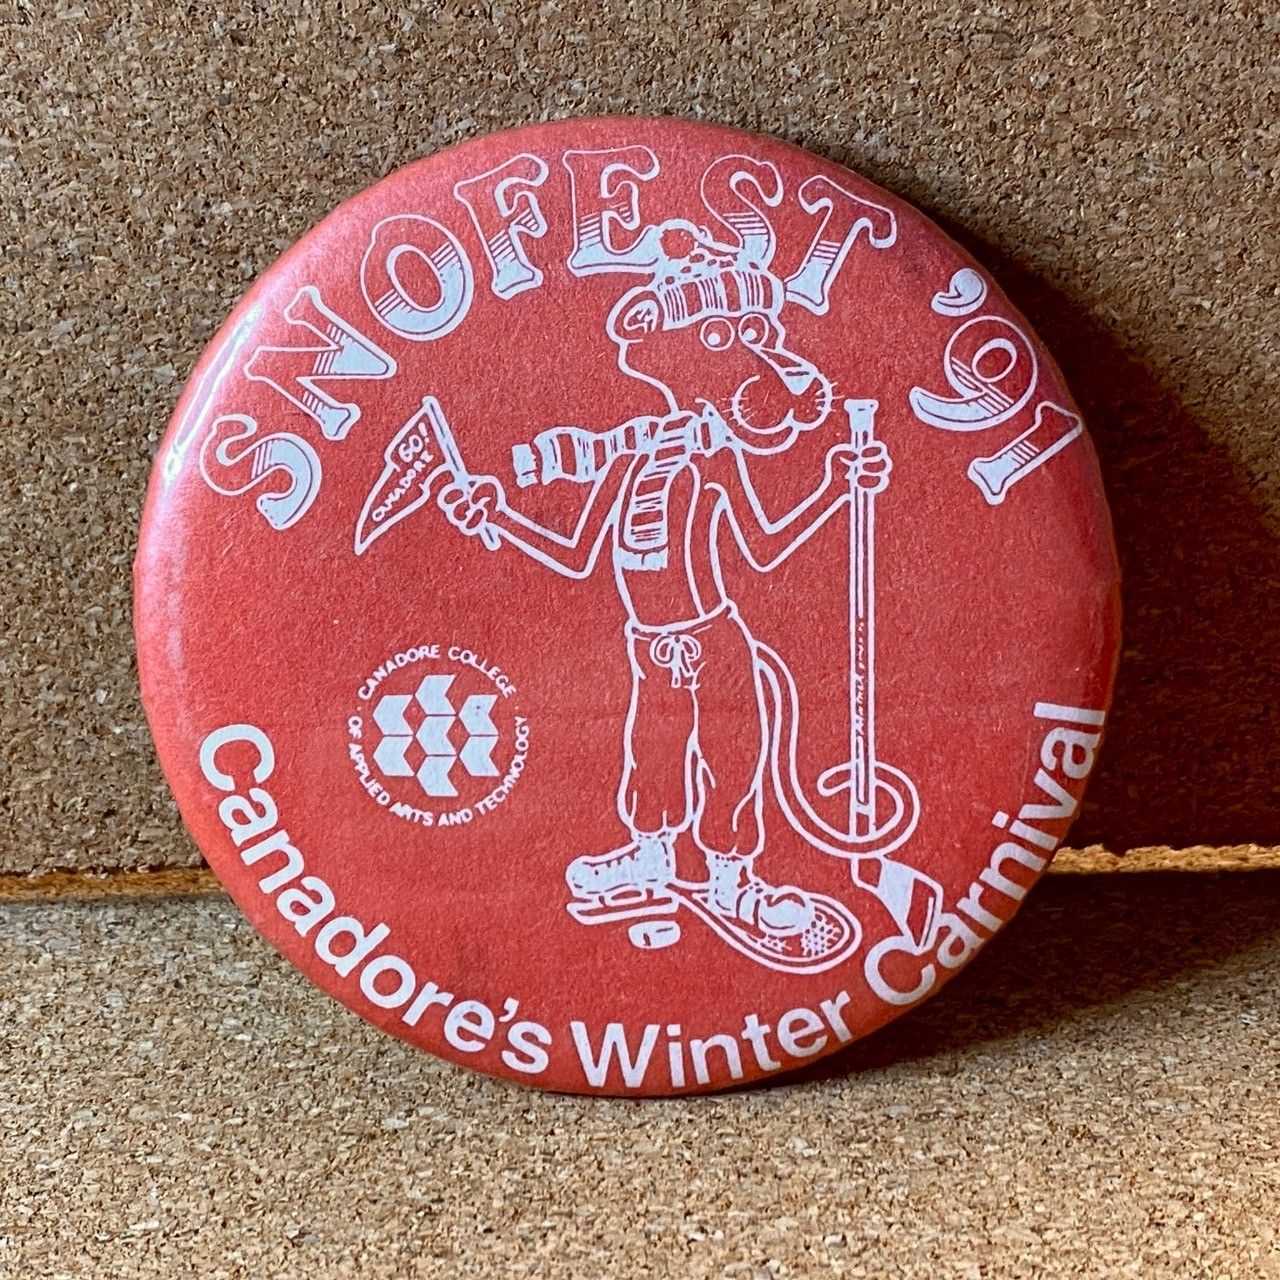 SNOFEST '91
GO!
CANADORE
CANADORE COLLEGE
OF APPLIED ARTS AND TECHNOLOGY
Canadore's Winter Carnival